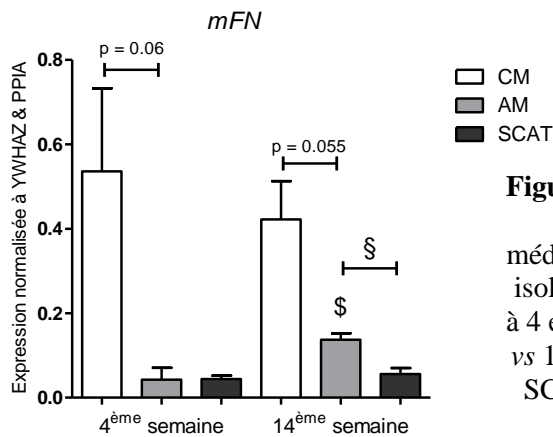 mFN
p = 0.06
p = 0.055
§
$
Expression normalisée à YWHAZ & PPIA
0.8
0.6
0.4
0.2
0.0
4ème semaine
14ème semaine
CM
AM
SCAT
Figu
méd
isol
à 4 e
vs 1
SC